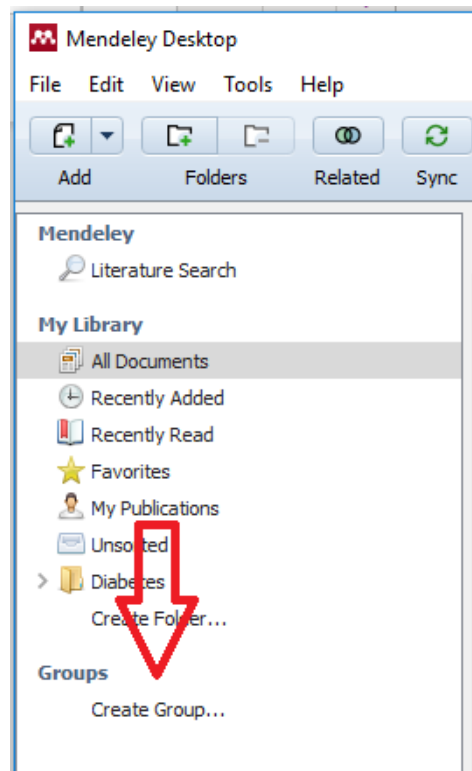 Mendeley Desktop
File Edit View Tools Help
Add Folders Related Sync
Mendeley
Literature Search
My Library
All Documents
Recently Added
Recently Read
Favorites
My Publications
Unsorted
Diabetes
Create Folder...
Groups
Create Group...